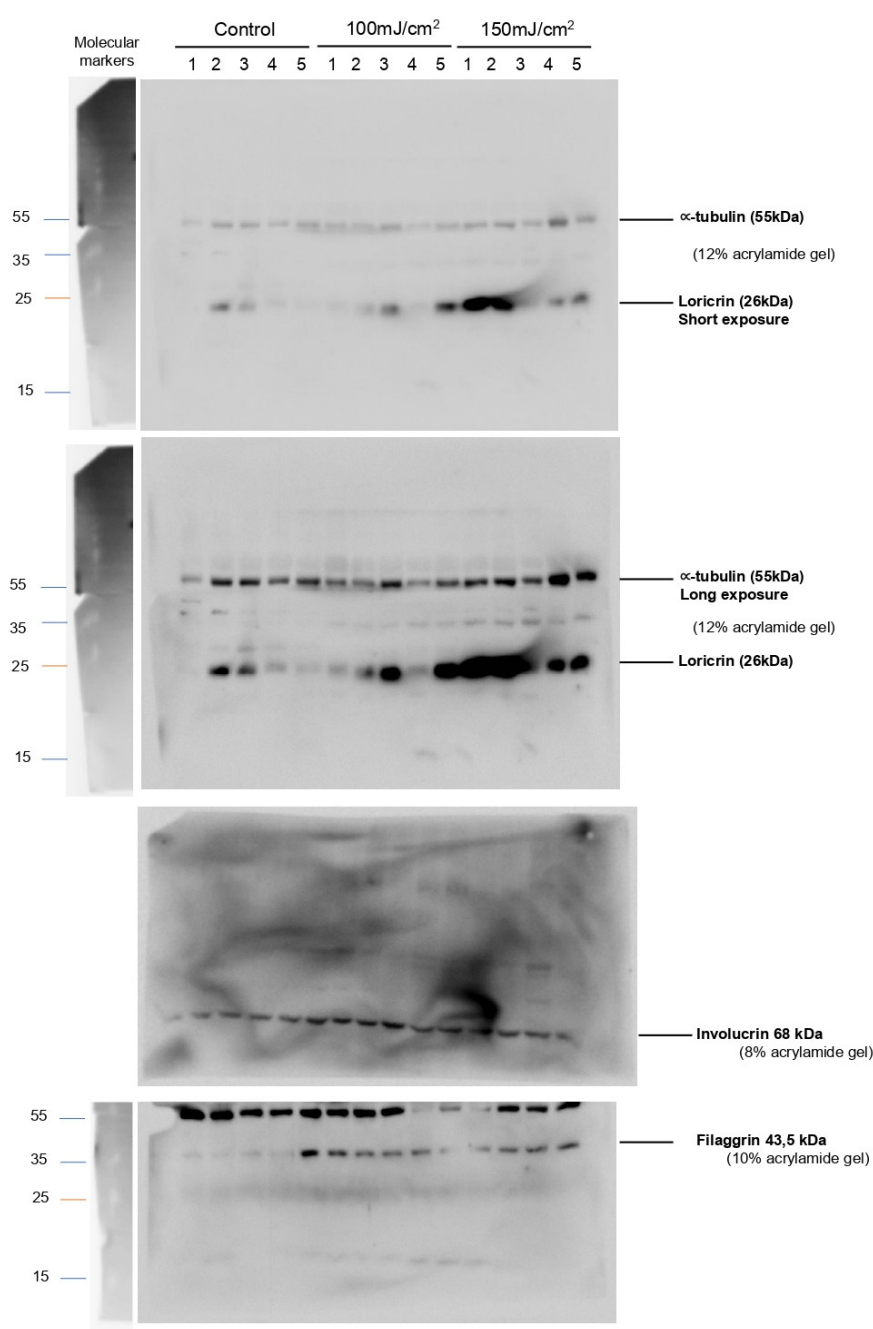 Control 100mJ/cm² 150mJ/cm²
Molecular
markers
1 2 3 4 5 1 2 3 4 5 1 2 3 4 5
55
35
25
15
∝-tubulin (55kDa)
(12% acrylamide gel)
Loricrin (26kDa)
Short exposure
55
35
25
15
∝-tubulin (55kDa)
Long exposure
(12% acrylamide gel)
Loricrin (26kDa)
Involucrin 68 kDa
(8% acrylamide gel)
55
35
25
15
Filaggrin 43,5 kDa
(10% acrylamide gel)